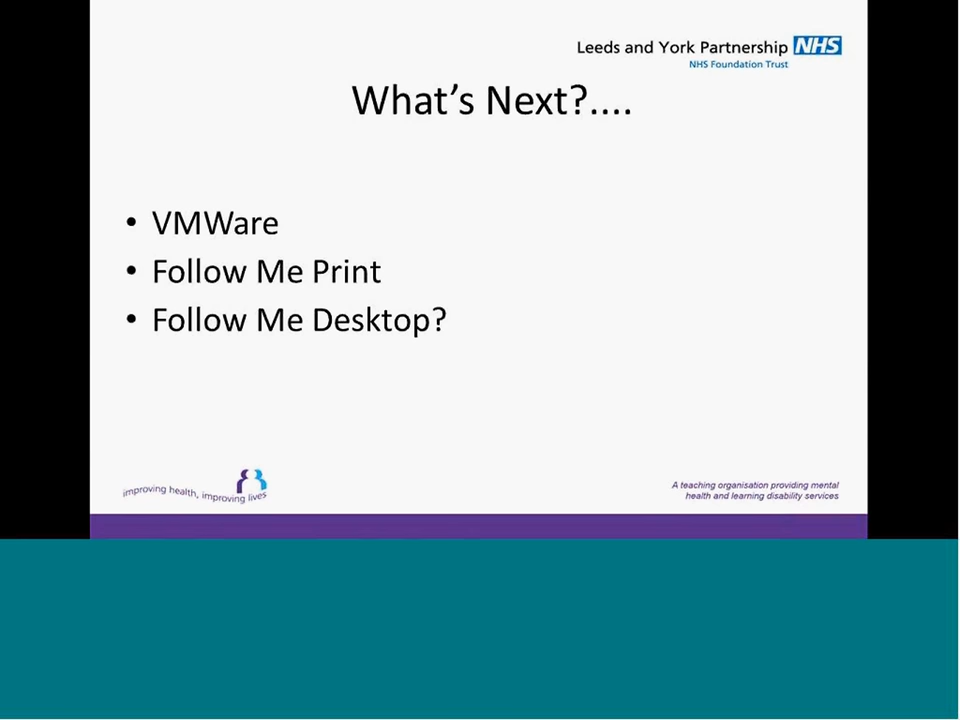 Leeds and York Partnership NHS
NHS Foundation Trust
What's Next?....
• VMWare
• Follow Me Print
• Follow Me Desktop?
improving health, improving lives
A teaching organisation providing mental
health and learning disability services